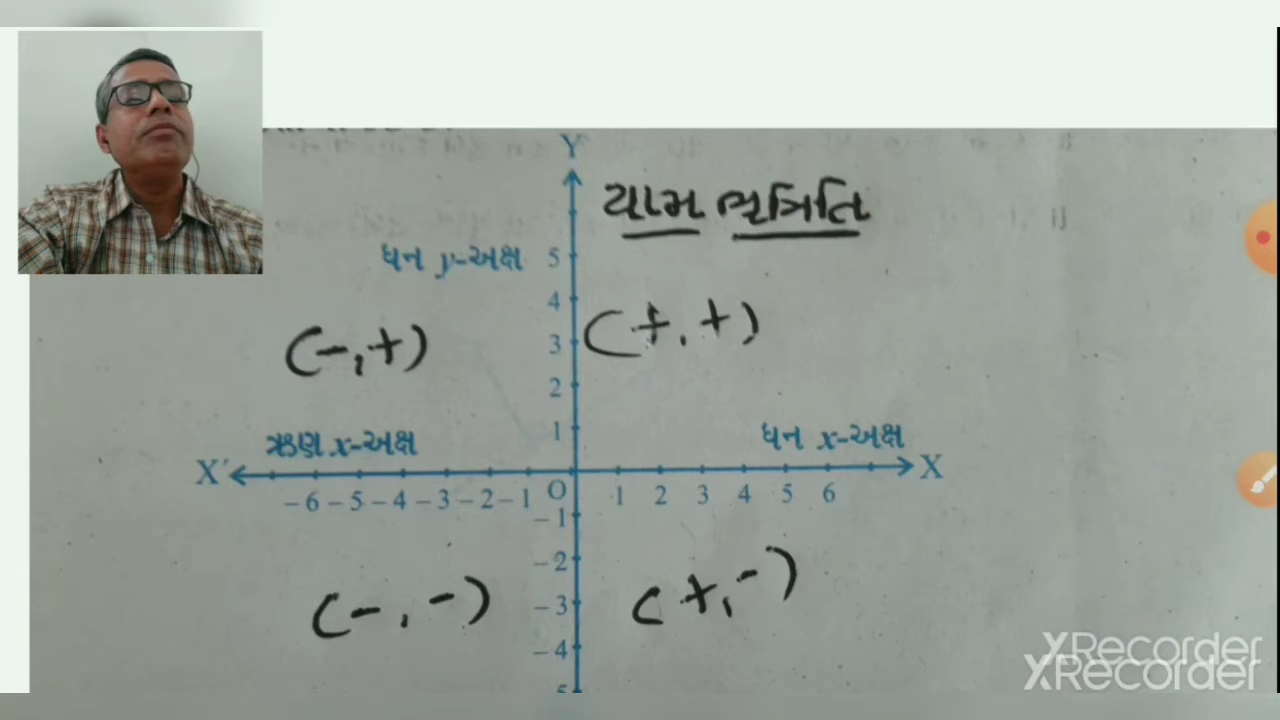 Y
યામ ભૂમિતિ
ધન y-અક્ષ
5
4
(-,+) (+,+)
3
2
1
ઋણ x-અક્ષ ધન x-અક્ષ
X′ X
-6 -5 -4 -3 -2 -1 O 1 2 3 4 5 6
-1
-2
(-,-) (+,-)
-3
-4
XRecorder
XRecorder